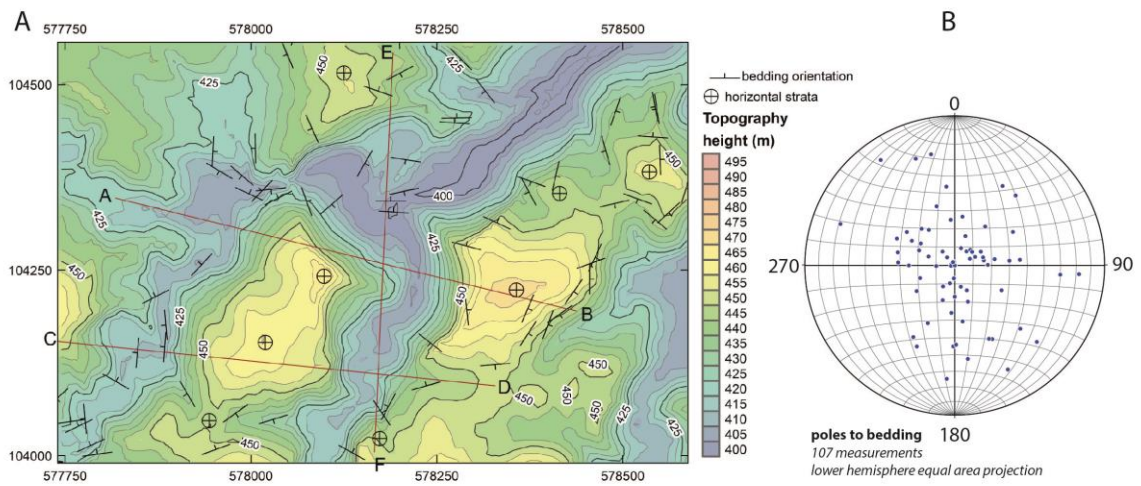 A
B
577750 578000 578250 578500
104500
104250
104000
E
A
B
C
D
F
450
425
425
450
425
400
425
450
450
425
450
450
450
450
450
450
425
bedding orientation
horizontal strata
Topography
height (m)
495
490
485
480
475
470
465
460
455
450
445
440
435
430
425
420
415
410
405
400
577750 578000 578250 578500
0
270
90
180
poles to bedding
107 measurements
lower hemisphere equal area projection